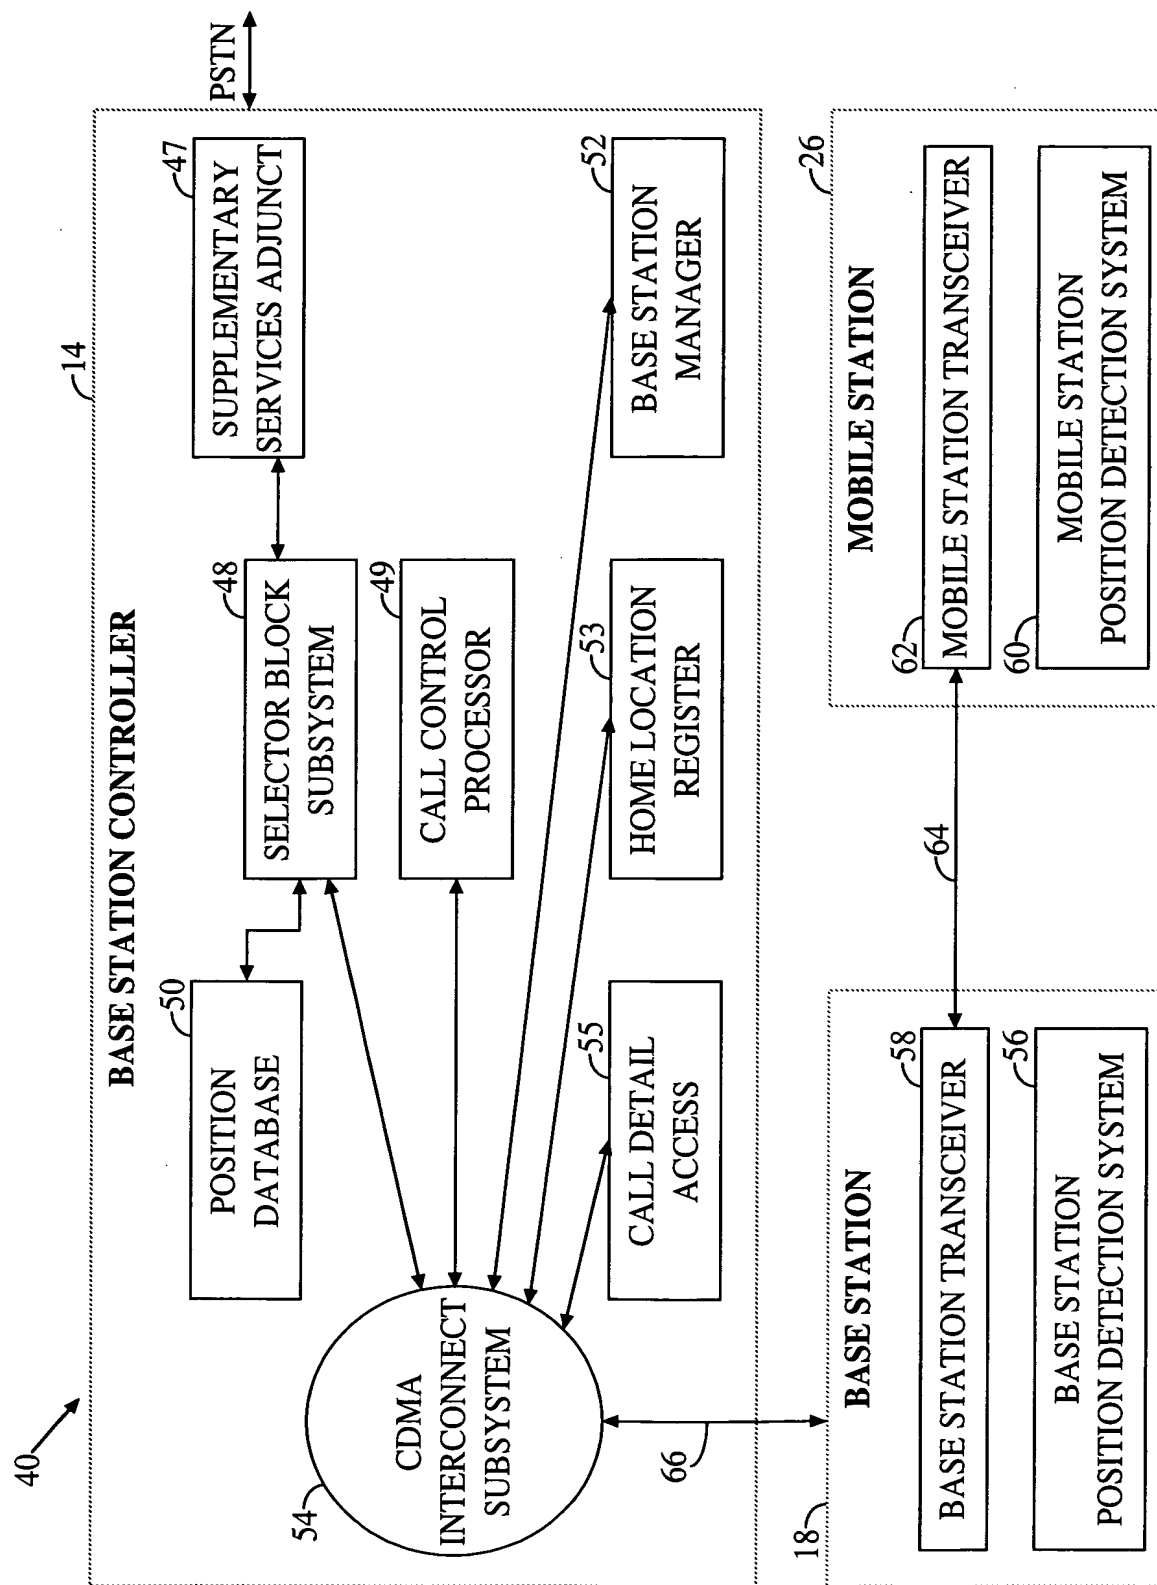 40
14
PSTN
BASE STATION CONTROLLER
50
POSITION
DATABASE
48
SELECTOR BLOCK
SUBSYSTEM
47
SUPPLEMENTARY
SERVICES ADJUNCT
49
CALL CONTROL
PROCESSOR
54
CDMA
INTERCONNECT
SUBSYSTEM
55
CALL DETAIL
ACCESS
53
HOME LOCATION
REGISTER
52
BASE STATION
MANAGER
66
18
BASE STATION
58
BASE STATION TRANSCEIVER
56
BASE STATION
POSITION DETECTION SYSTEM
64
26
MOBILE STATION
62
MOBILE STATION TRANSCEIVER
60
MOBILE STATION
POSITION DETECTION SYSTEM